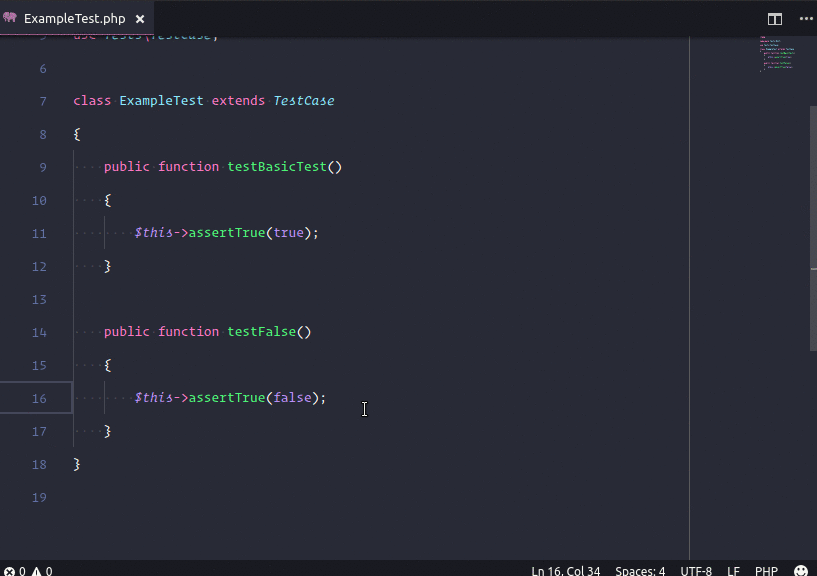 ExampleTest.php ×
use Tests\TestCase;
6
7 class ExampleTest extends TestCase
8 {
9 public function testBasicTest()
10 {
11 $this->assertTrue(true);
12 }
13
14 public function testFalse()
15 {
16 $this->assertTrue(false);
17 }
18 }
19
0 0 Ln 16, Col 34 Spaces: 4 UTF-8 LF PHP